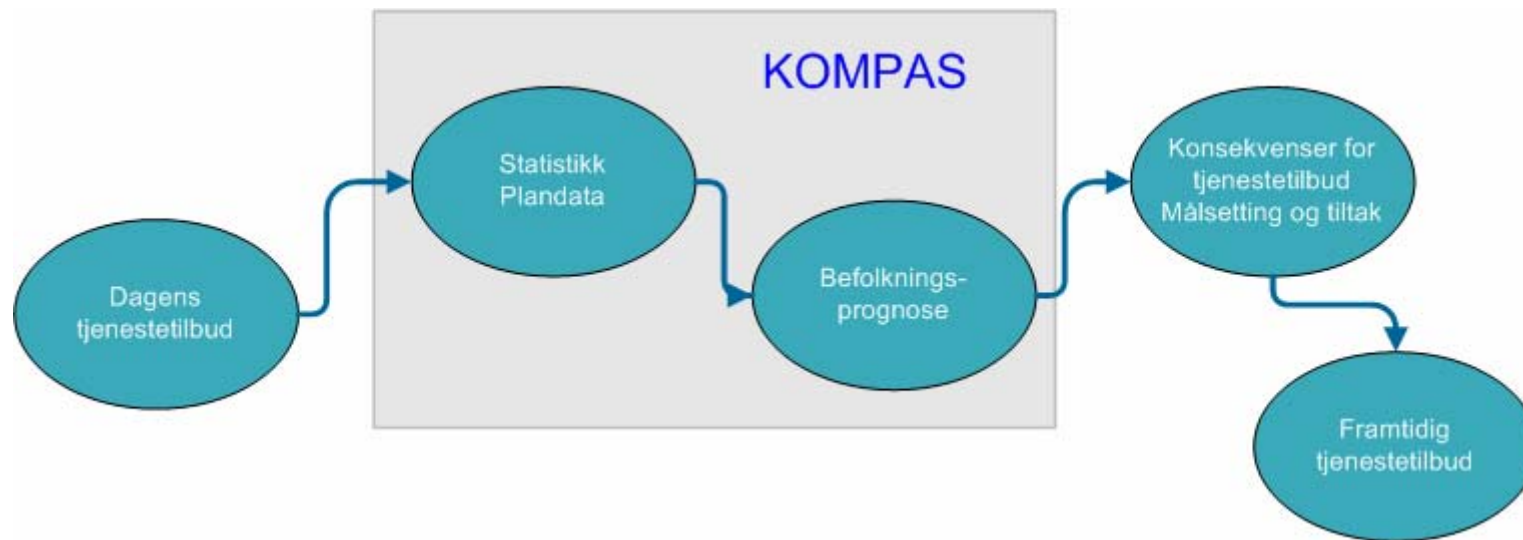 KOMPAS
Dagens
tjenestetilbud
Statistikk
Plandata
Befolknings-
prognose
Konsekvenser for
tjenestetilbud
Målsetting og tiltak
Framtidig
tjenestetilbud